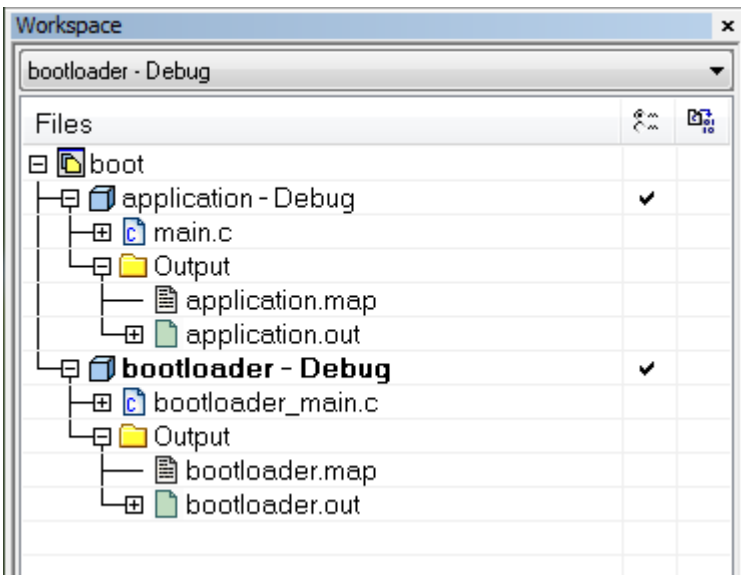 Workspace
bootloader - Debug
Files
boot
application - Debug
main.c
Output
application.map
application.out
bootloader - Debug
bootloader_main.c
Output
bootloader.map
bootloader.out